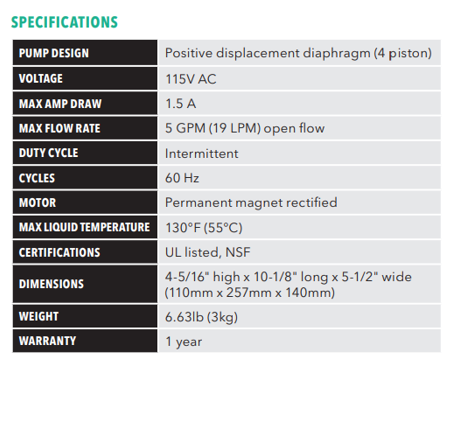 SPECIFICATIONS
PUMP DESIGN Positive displacement diaphragm (4 piston)
VOLTAGE 115V AC
MAX AMP DRAW 1.5 A
MAX FLOW RATE 5 GPM (19 LPM) open flow
DUTY CYCLE Intermittent
CYCLES 60 Hz
MOTOR Permanent magnet rectified
MAX LIQUID TEMPERATURE 130°F (55°C)
CERTIFICATIONS UL listed, NSF
DIMENSIONS 4-5/16" high x 10-1/8" long x 5-1/2" wide
(110mm x 257mm x 140mm)
WEIGHT 6.63lb (3kg)
WARRANTY 1 year